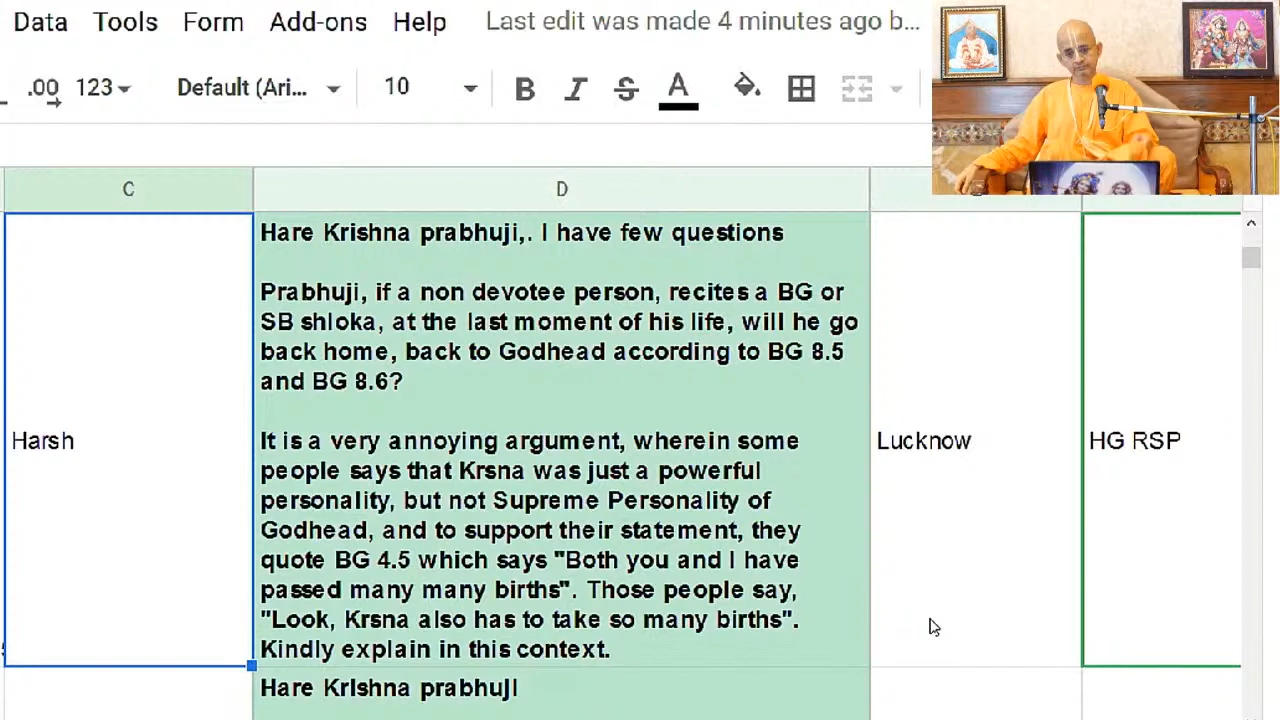 Data Tools Form Add-ons Help Last edit was made 4 minutes ago b...
.00 123 Default (Ari... 10 B I S A
C D
Hare Krishna prabhuji,. I have few questions
Prabhuji, if a non devotee person, recites a BG or
SB shloka, at the last moment of his life, will he go
back home, back to Godhead according to BG 8.5
and BG 8.6?
Harsh It is a very annoying argument, wherein some Lucknow HG RSP
people says that Krsna was just a powerful
personality, but not Supreme Personality of
Godhead, and to support their statement, they
quote BG 4.5 which says "Both you and I have
passed many many births". Those people say,
"Look, Krsna also has to take so many births".
Kindly explain in this context.
Hare Krishna prabhuji